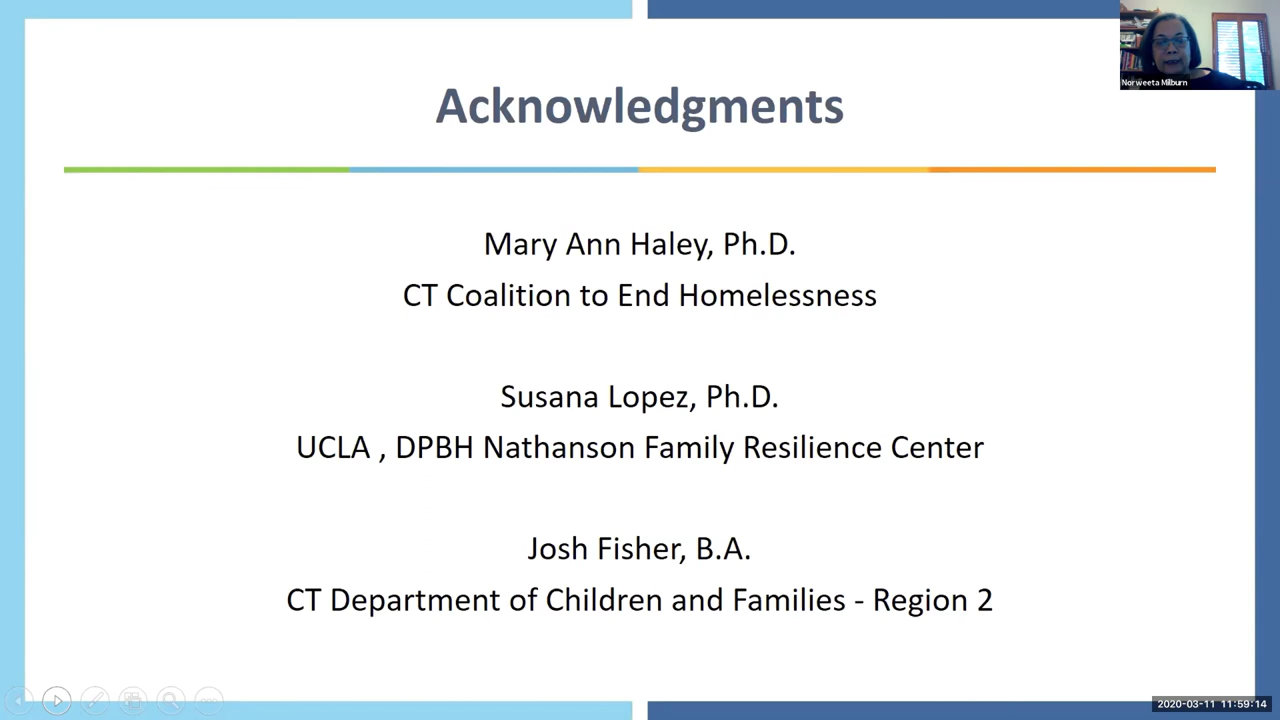 Acknowledgments
Norweeta Milburn
Mary Ann Haley, Ph.D.
CT Coalition to End Homelessness
Susana Lopez, Ph.D.
UCLA , DPBH Nathanson Family Resilience Center
Josh Fisher, B.A.
CT Department of Children and Families - Region 2
2020-03-11 11:59:14